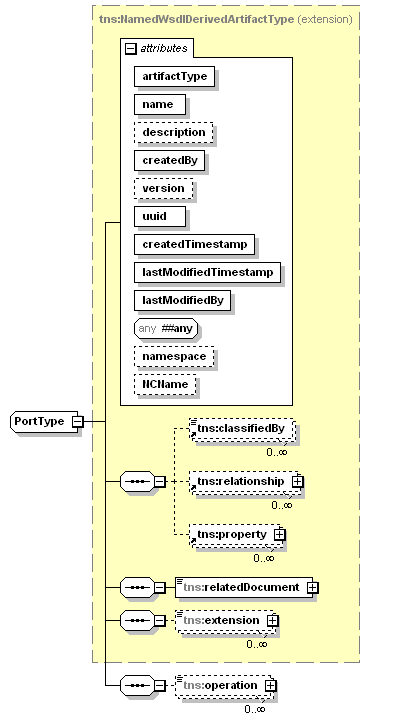 tns:NamedWsdlDerivedArtifactType (extension)
attributes
artifactType
name
description
createdBy
version
uuid
createdTimestamp
lastModifiedTimestamp
lastModifiedBy
any ##any
namespace
NCName
PortType
tns:classifiedBy
0..∞
tns:relationship
0..∞
tns:property
0..∞
tns:relatedDocument
tns:extension
0..∞
tns:operation
0..∞